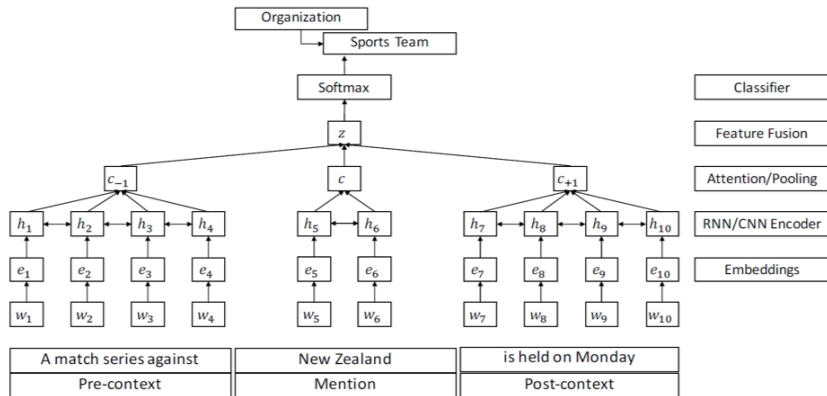 Organization
Sports Team
Softmax Classifier
z Feature Fusion
c₋₁ c c₊₁ Attention/Pooling
h₁ h₂ h₃ h₄ h₅ h₆ h₇ h₈ h₉ h₁₀ RNN/CNN Encoder
e₁ e₂ e₃ e₄ e₅ e₆ e₇ e₈ e₉ e₁₀ Embeddings
w₁ w₂ w₃ w₄ w₅ w₆ w₇ w₈ w₉ w₁₀
A match series against New Zealand is held on Monday
Pre-context Mention Post-context